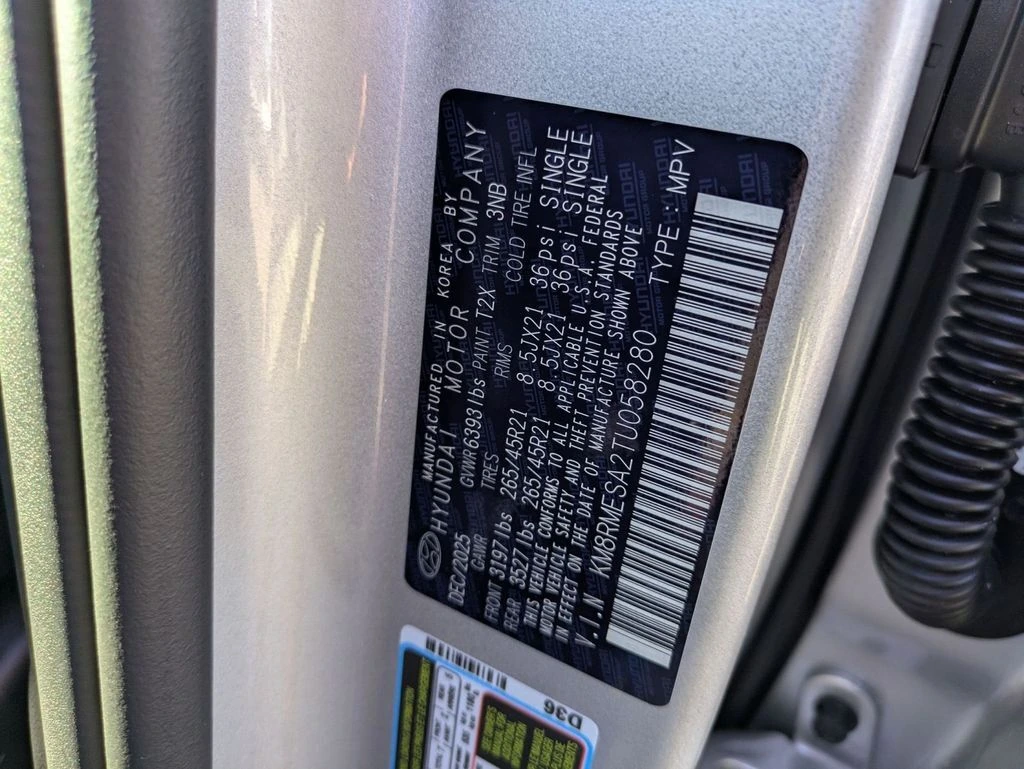 MANUFACTURED IN KOREA BY
HYUNDAI MOTOR COMPANY
DEC/2025 GVWR6393 lbs PAINT T2X TRIM 3NB
GAWR TIRES RIMS COLD TIRE INFL
FRONT 3197 lbs 265/45R21 8.5JX21 36psi SINGLE
REAR 3527 lbs 265/45R21 8.5JX21 36psi SINGLE
THIS VEHICLE CONFORMS TO ALL APPLICABLE U.S.A. FEDERAL
MOTOR VEHICLE SAFETY AND THEFT PREVENTION STANDARDS
IN EFFECT ON THE DATE OF MANUFACTURE SHOWN ABOVE
V.I.N KM8RMESA2TU058280 TYPE : MPV
D36